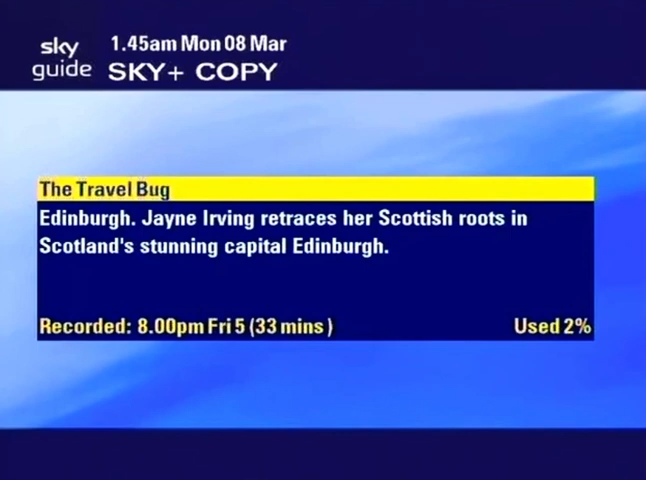 sky guide
1.45am Mon 08 Mar
SKY+ COPY
The Travel Bug
Edinburgh. Jayne Irving retraces her Scottish roots in
Scotland's stunning capital Edinburgh.
Recorded: 8.00pm Fri 5 (33 mins) Used 2%